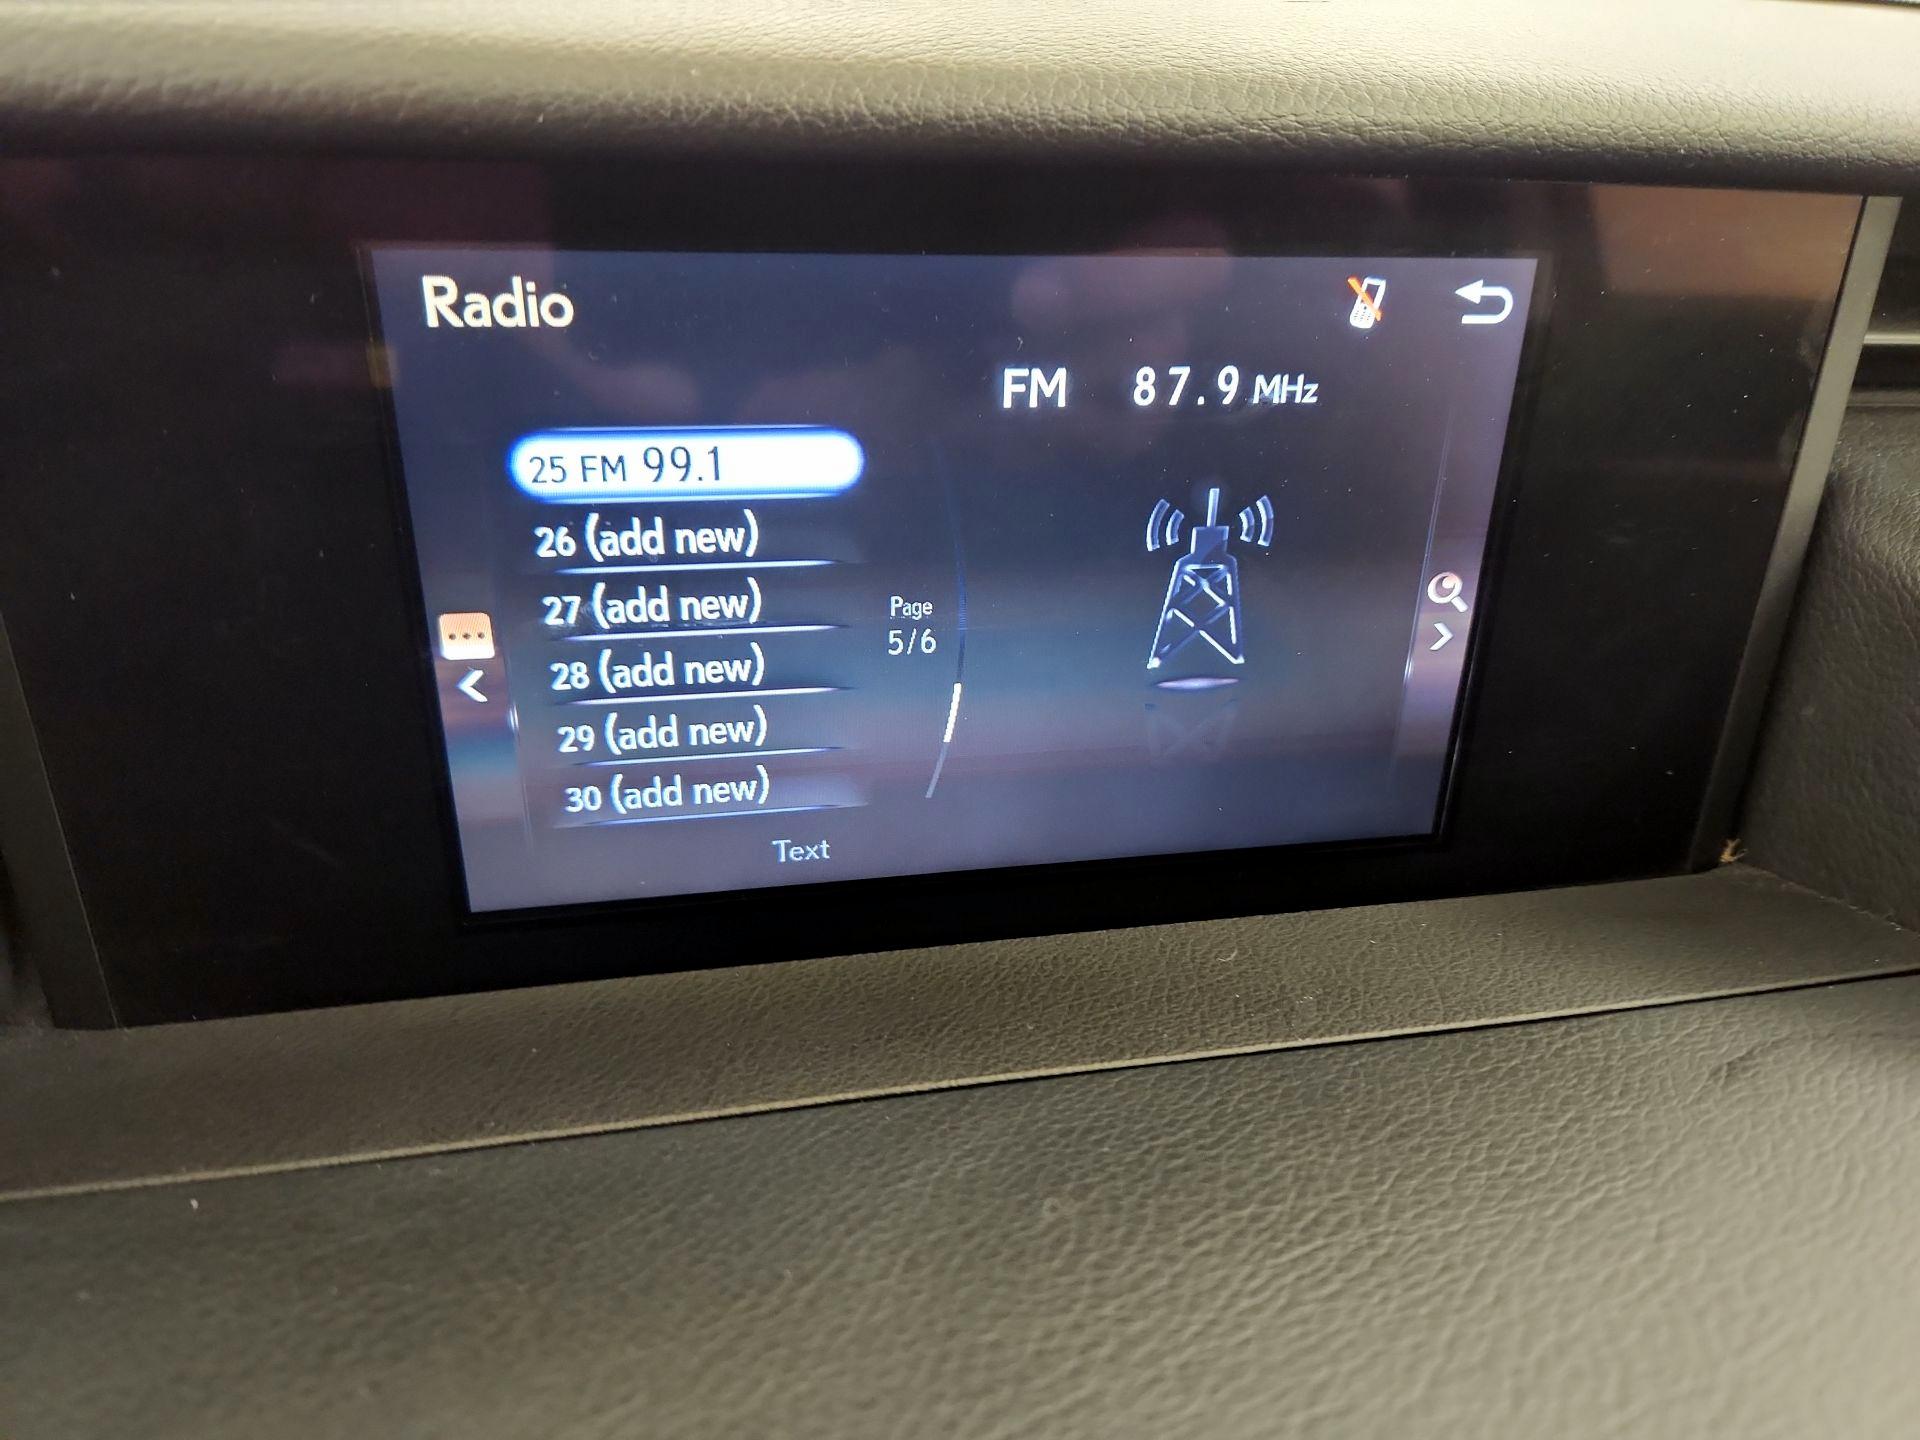 Radio
FM 87.9 MHz
25 FM 99.1
26 (add new)
27 (add new)
28 (add new)
29 (add new)
30 (add new)
Page
5/6
Text